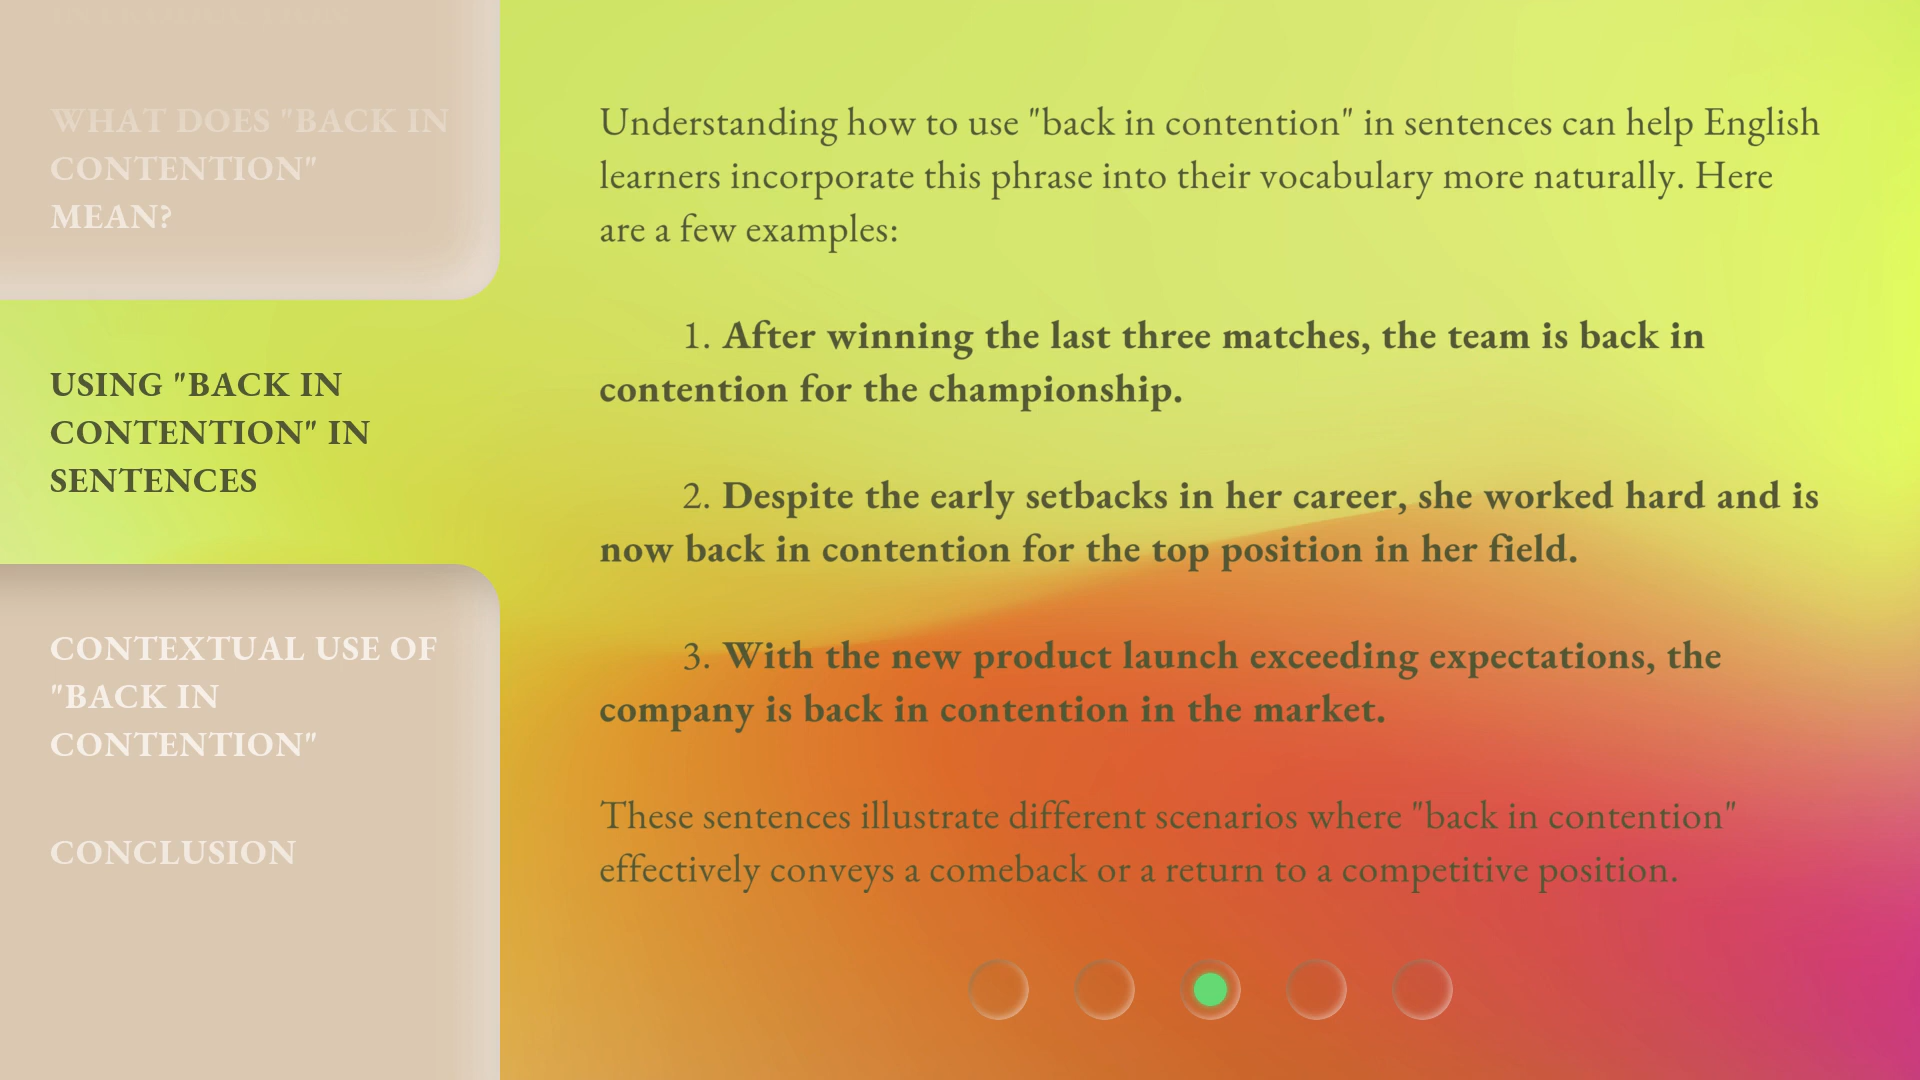 INTRODUCTION
WHAT DOES "BACK IN
CONTENTION"
MEAN?
USING "BACK IN
CONTENTION" IN
SENTENCES
CONTEXTUAL USE OF
"BACK IN
CONTENTION"
CONCLUSION
Understanding how to use "back in contention" in sentences can help English
learners incorporate this phrase into their vocabulary more naturally. Here
are a few examples:
1. After winning the last three matches, the team is back in
contention for the championship.
2. Despite the early setbacks in her career, she worked hard and is
now back in contention for the top position in her field.
3. With the new product launch exceeding expectations, the
company is back in contention in the market.
These sentences illustrate different scenarios where "back in contention"
effectively conveys a comeback or a return to a competitive position.